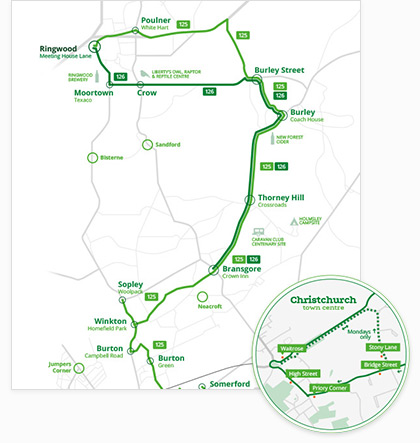 Poulner
White Hart
125
125
Ringwood
Meeting House Lane
RINGWOOD
BREWERY
LIBERTY'S OWL, RAPTOR
& REPTILE CENTRE
Burley Street
126
Moortown
Texaco
Crow
126
125
126
Burley
Coach House
NEW FOREST
CIDER
Sandford
Bisterne
125
126
Thorney Hill
Crossroads
HOLMSLEY
CAMPSITE
CARAVAN CLUB
CENTENARY SITE
125
126
Bransgore
Crown Inn
Sopley
Woolpack
125
Neacroft
Winkton
Homefield Park
Burton
Campbell Road
125
Burton
Green
Jumpers
Corner
Somerford
Christchurch
town centre
Mondays
only
Waitrose
Stony Lane
Bridge Street
High Street
Priory Corner